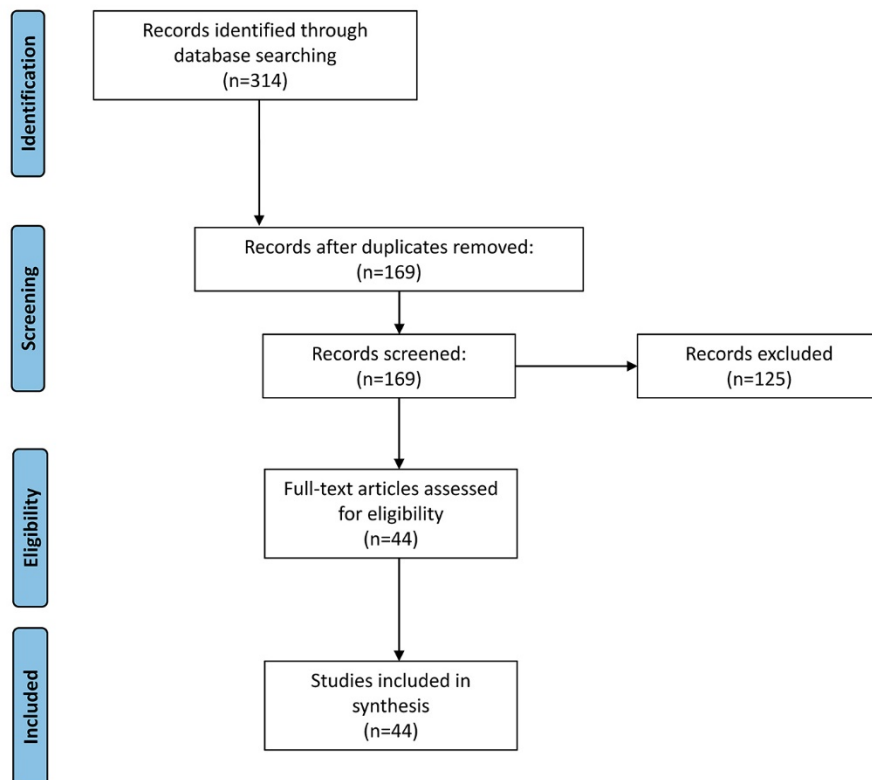 Identification
Records identified through
database searching
(n=314)
Screening
Records after duplicates removed:
(n=169)
Records screened:
(n=169)
Records excluded
(n=125)
Eligibility
Full-text articles assessed
for eligibility
(n=44)
Included
Studies included in
synthesis
(n=44)